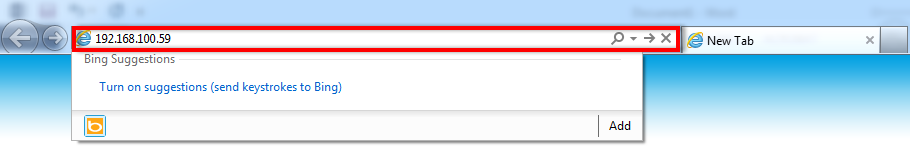 192.168.100.59
New Tab
Bing Suggestions
Turn on suggestions (send keystrokes to Bing)
Add